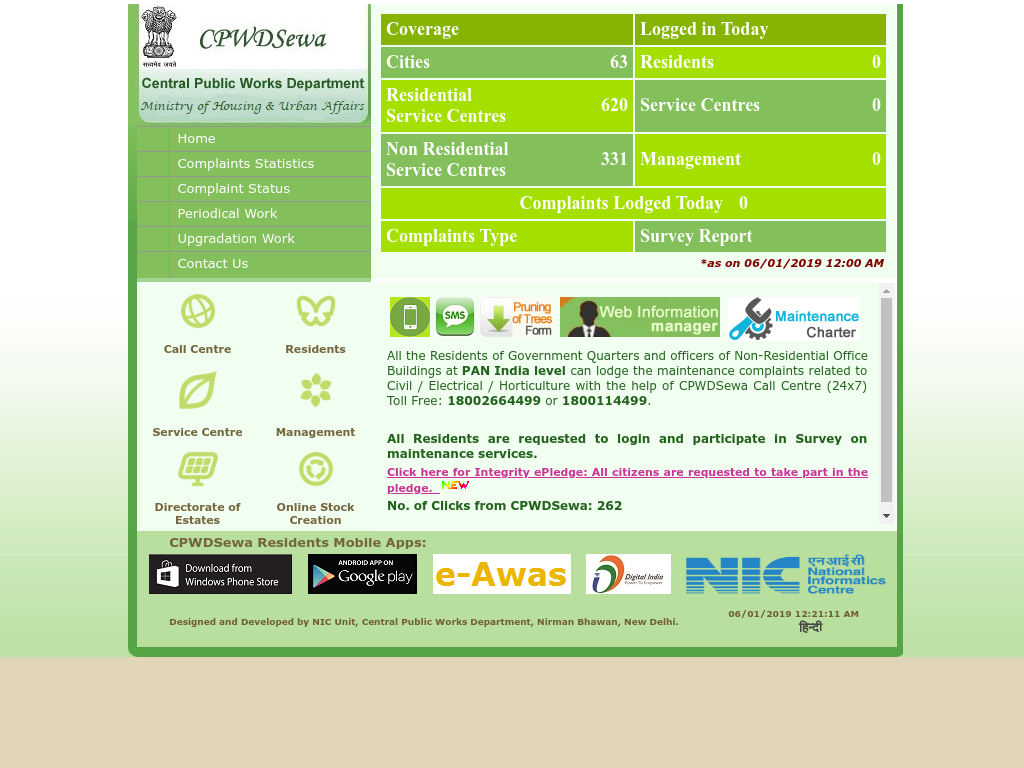 सत्यमेव जयते
CPWDSewa
Central Public Works Department
Ministry of Housing & Urban Affairs
Home
Complaints Statistics
Complaint Status
Periodical Work
Upgradation Work
Contact Us
Coverage
Logged in Today
Cities 63
Residents 0
Residential
Service Centres 620
Service Centres 0
Non Residential
Service Centres 331
Management 0
Complaints Lodged Today 0
Complaints Type
Survey Report
*as on 06/01/2019 12:00 AM
Call Centre
Residents
Service Centre
Management
Directorate of
Estates
Online Stock
Creation
SMS
Pruning
of Trees
Form
Web Information
manager
Maintenance
Charter
All the Residents of Government Quarters and officers of Non-Residential Office
Buildings at PAN India level can lodge the maintenance complaints related to
Civil / Electrical / Horticulture with the help of CPWDSewa Call Centre (24x7)
Toll Free: 18002664499 or 1800114499.
All Residents are requested to login and participate in Survey on
maintenance services.
Click here for Integrity ePledge: All citizens are requested to take part in the
pledge. NEW
No. of Clicks from CPWDSewa: 262
CPWDSewa Residents Mobile Apps:
Download from
Windows Phone Store
ANDROID APP ON
Google play
e-Awas
Digital India
Power To Empower
NIC
एनआईसी
National
Informatics
Centre
06/01/2019 12:21:11 AM
Designed and Developed by NIC Unit, Central Public Works Department, Nirman Bhawan, New Delhi.
हिन्दी